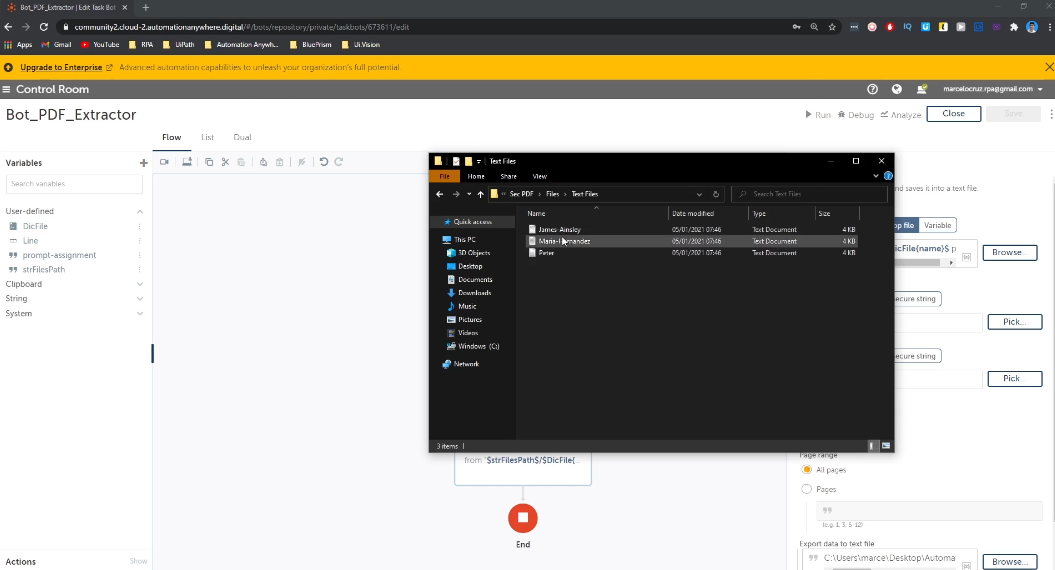 Bot_PDF_Extractor | Edit Task Bot
community2.cloud-2.automationanywhere.digital/#/bots/repository/private/taskbots/673611/edit
Apps Gmail YouTube RPA UiPath Automation Anywh... BluePrism Ui.Vision
Upgrade to Enterprise Advanced automation capabilities to unleash your organization's full potential.
Control Room marcelocruz.rpa@gmail.com
Bot_PDF_Extractor Run Debug Analyze Close Save
Flow List Dual
Variables
Search variables
User-defined
DicFile
Line
prompt-assignment
strFilesPath
Clipboard
String
System
Actions Show
Text Files
File Home Share View
Sec PDF Files Text Files Search Text Files
Quick access
This PC
3D Objects
Desktop
Documents
Downloads
Music
Pictures
Videos
Windows (C:)
Network
Name Date modified Type Size
James-Ainsley 05/01/2021 07:46 Text Document 4 KB
Maria-Hernandez 05/01/2021 07:46 Text Document 4 KB
Peter 05/01/2021 07:46 Text Document 4 KB
3 items
from "$strFilesPath$/$DicFile{...
End
nd saves it into a text file.
op file Variable
icFile{name}$ p Browse...
ecure string
Pick...
ecure string
Pick...
Page range
All pages
Pages
(e.g. 1, 3, 5-12)
Export data to text file
C:\Users\marce\Desktop\Automa Browse...